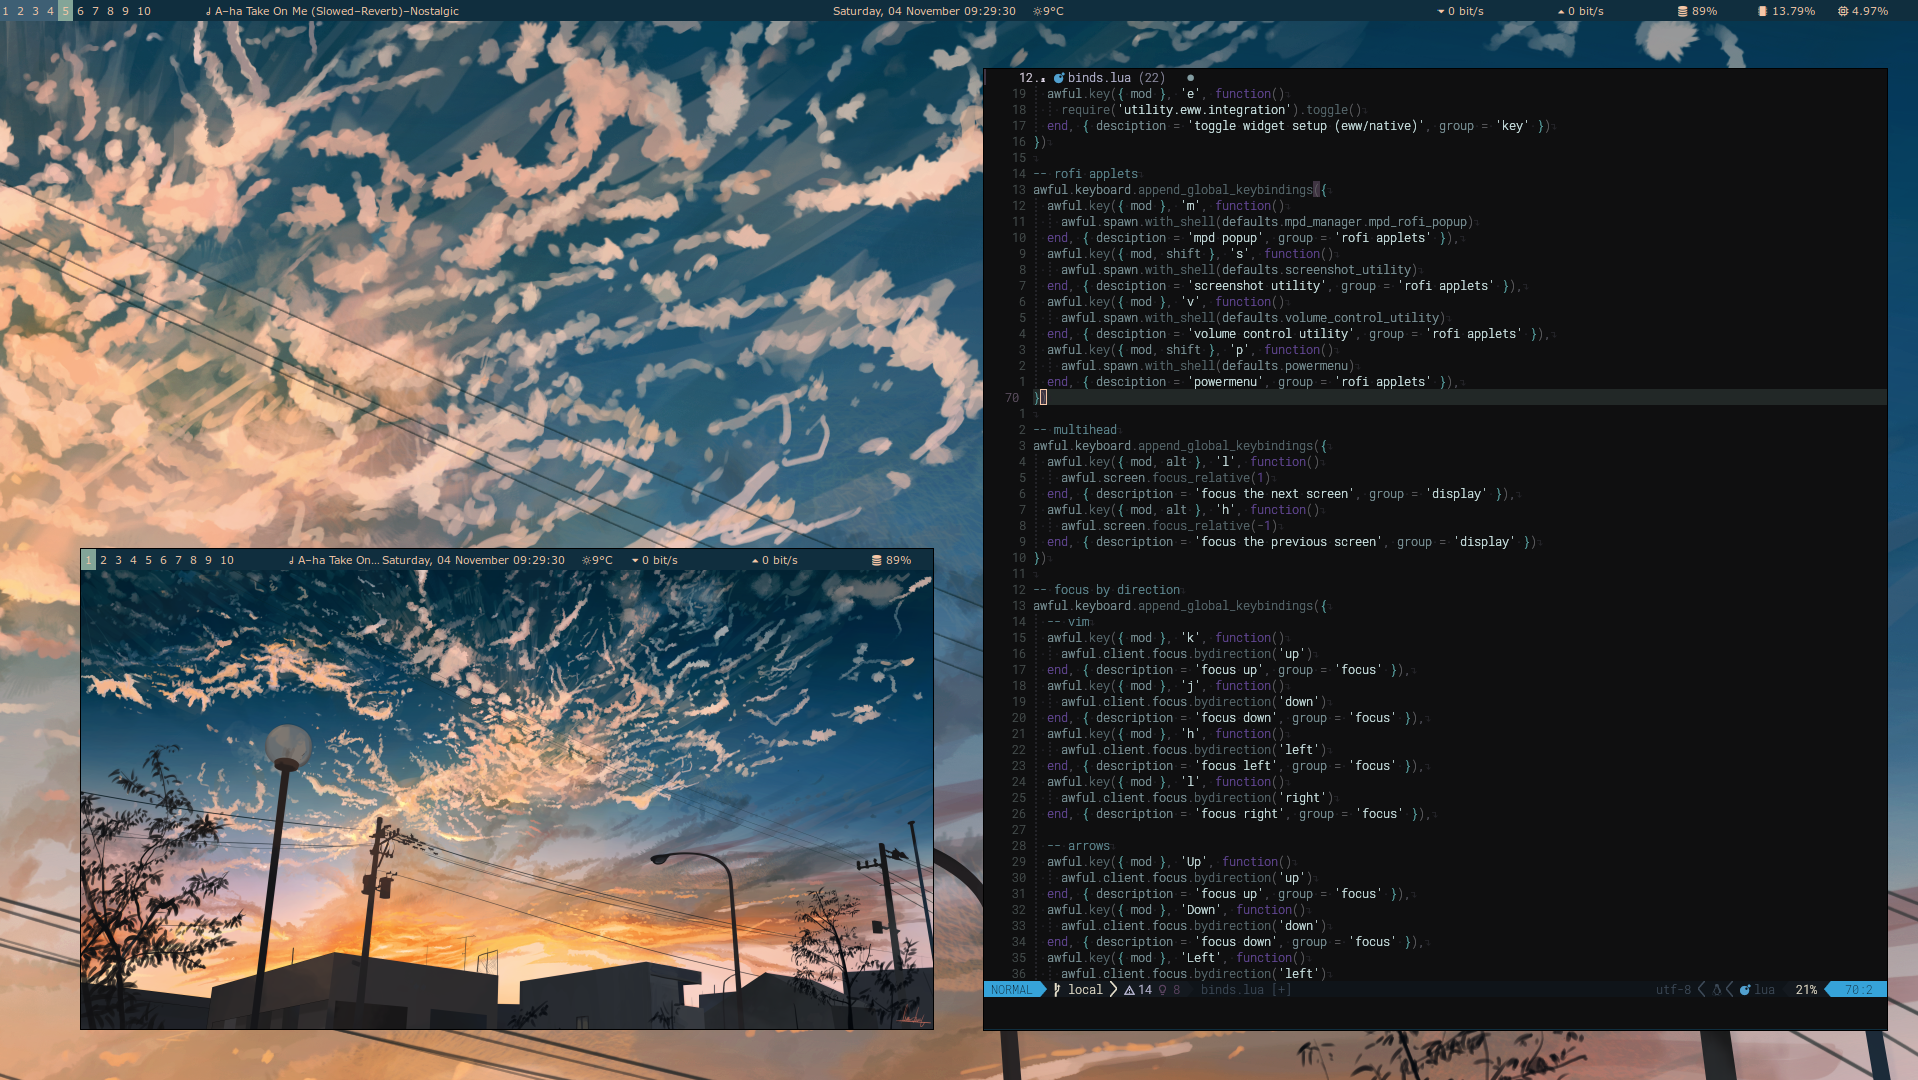 1 2 3 4 5 6 7 8 9 10 A-ha Take On Me (Slowed-Reverb)-Nostalgic Saturday, 04 November 09:29:30 9°C 0 bit/s 0 bit/s 89% 13.79% 4.97%
12.. binds.lua (22) ●
19 awful.key({ mod }, 'e', function()
18 require('utility.eww.integration').toggle()
17 end, { desciption = 'toggle widget setup (eww/native)', group = 'key' })
16 })
15
14 -- rofi applets
13 awful.keyboard.append_global_keybindings({
12 awful.key({ mod }, 'm', function()
11 awful.spawn.with_shell(defaults.mpd_manager.mpd_rofi_popup)
10 end, { desciption = 'mpd popup', group = 'rofi applets' }),
9 awful.key({ mod, shift }, 's', function()
8 awful.spawn.with_shell(defaults.screenshot_utility)
7 end, { desciption = 'screenshot utility', group = 'rofi applets' }),
6 awful.key({ mod }, 'v', function()
5 awful.spawn.with_shell(defaults.volume_control_utility)
4 end, { desciption = 'volume control utility', group = 'rofi applets' }),
3 awful.key({ mod, shift }, 'p', function()
2 awful.spawn.with_shell(defaults.powermenu)
1 end, { desciption = 'powermenu', group = 'rofi applets' }),
70 })
1
2 -- multihead
3 awful.keyboard.append_global_keybindings({
4 awful.key({ mod, alt }, 'l', function()
5 awful.screen.focus_relative(1)
6 end, { description = 'focus the next screen', group = 'display' }),
7 awful.key({ mod, alt }, 'h', function()
8 awful.screen.focus_relative(-1)
9 end, { description = 'focus the previous screen', group = 'display' })
10 })
11
12 -- focus by direction
13 awful.keyboard.append_global_keybindings({
14 -- vim
15 awful.key({ mod }, 'k', function()
16 awful.client.focus.bydirection('up')
17 end, { description = 'focus up', group = 'focus' }),
18 awful.key({ mod }, 'j', function()
19 awful.client.focus.bydirection('down')
20 end, { description = 'focus down', group = 'focus' }),
21 awful.key({ mod }, 'h', function()
22 awful.client.focus.bydirection('left')
23 end, { description = 'focus left', group = 'focus' }),
24 awful.key({ mod }, 'l', function()
25 awful.client.focus.bydirection('right')
26 end, { description = 'focus right', group = 'focus' }),
27
28 -- arrows
29 awful.key({ mod }, 'Up', function()
30 awful.client.focus.bydirection('up')
31 end, { description = 'focus up', group = 'focus' }),
32 awful.key({ mod }, 'Down', function()
33 awful.client.focus.bydirection('down')
34 end, { description = 'focus down', group = 'focus' }),
35 awful.key({ mod }, 'Left', function()
36 awful.client.focus.bydirection('left')
NORMAL local 14 8 binds.lua [+] utf-8 lua 21% 70:2
1 2 3 4 5 6 7 8 9 10 A-ha Take On... Saturday, 04 November 09:29:30 9°C 0 bit/s 0 bit/s 89%